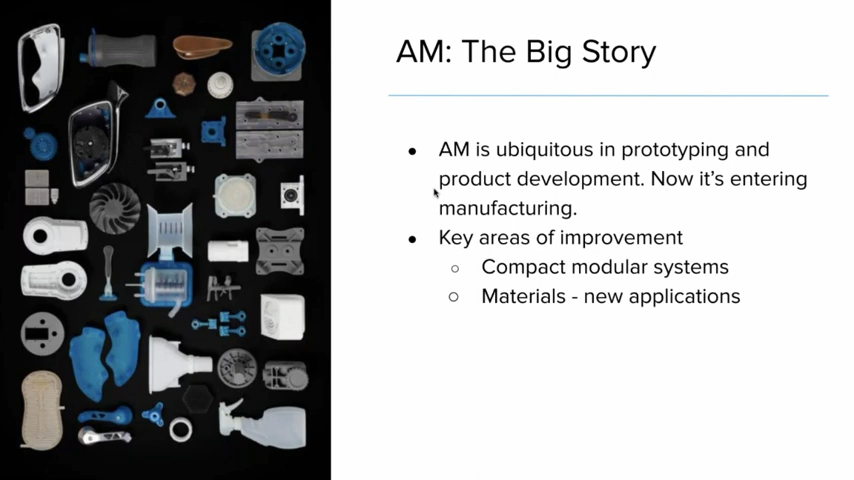 AM: The Big Story
● AM is ubiquitous in prototyping and
product development. Now it’s entering
manufacturing.
● Key areas of improvement
○ Compact modular systems
○ Materials - new applications